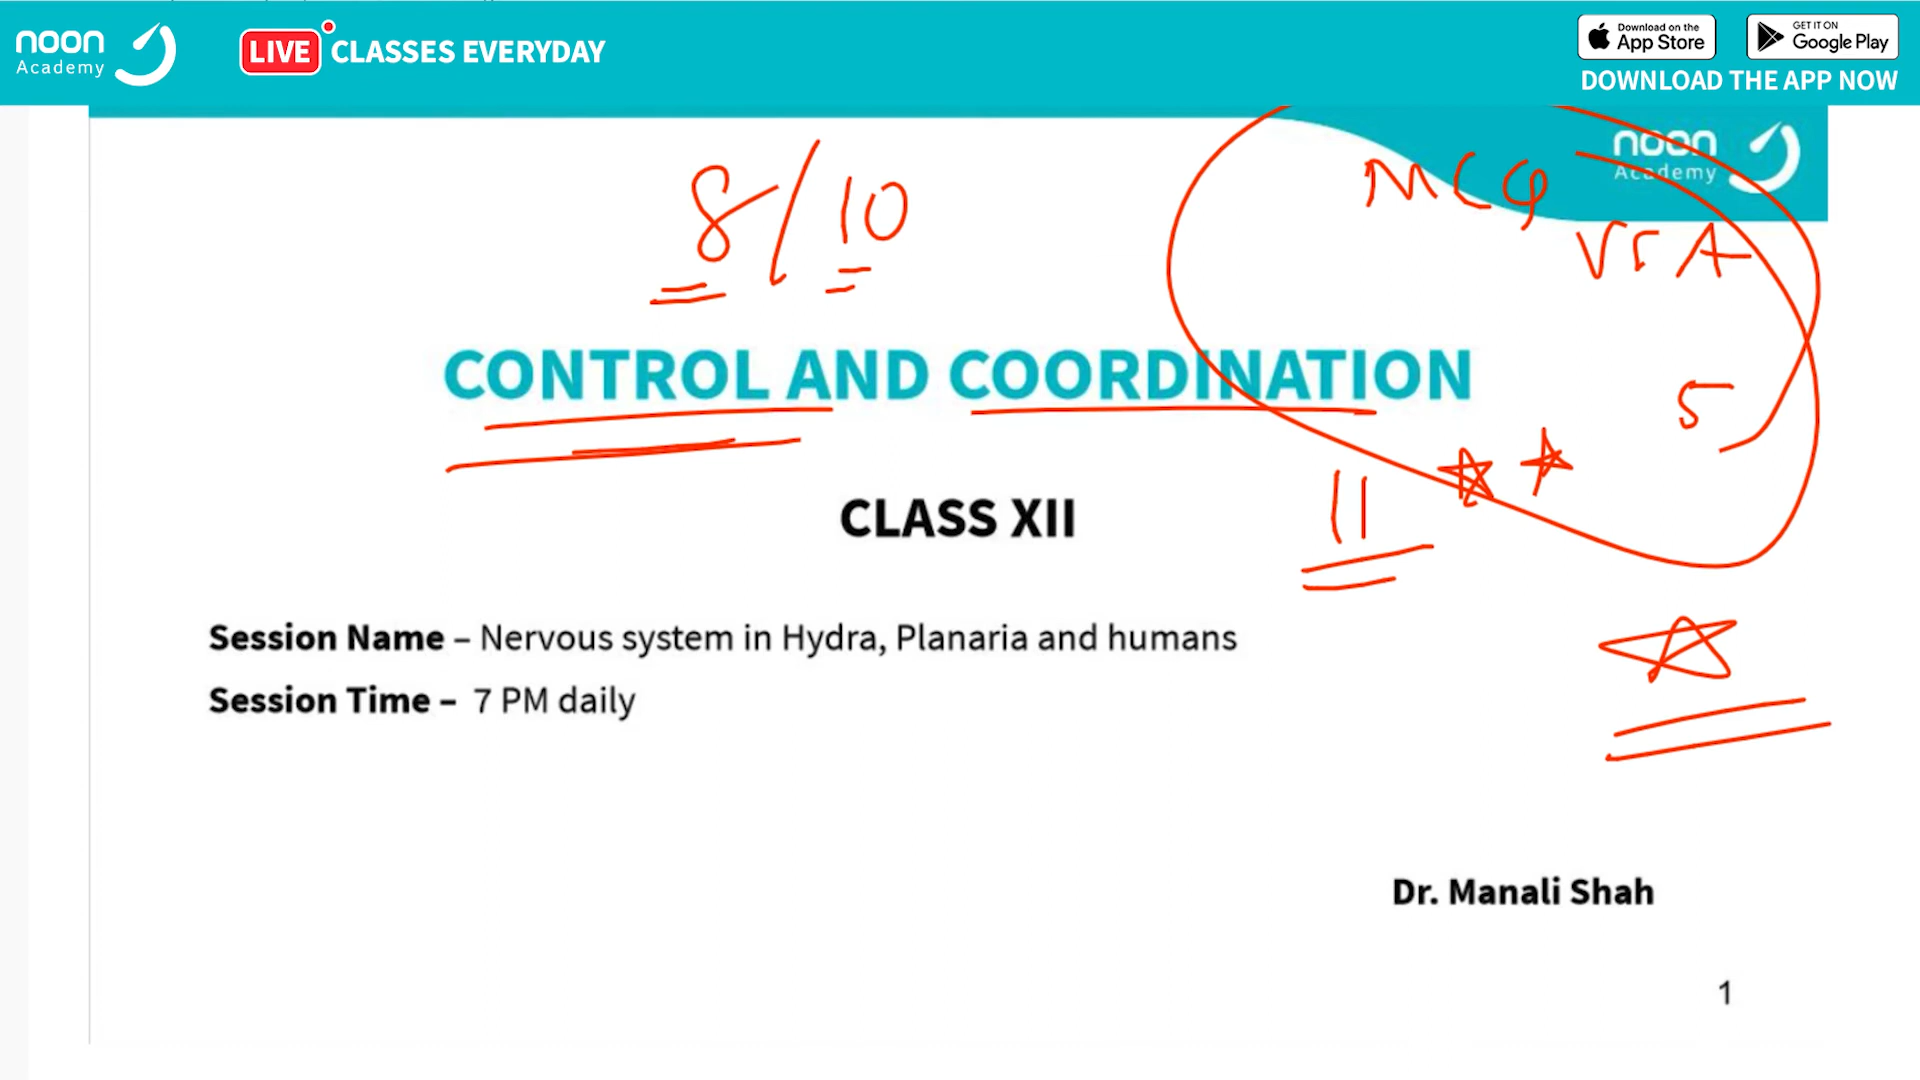 noon
Academy
LIVE CLASSES EVERYDAY
Download on the
App Store
GET IT ON
Google Play
DOWNLOAD THE APP NOW
noon
Academy
8/10
MCQ
VSA
5
CONTROL AND COORDINATION
11
CLASS XII
Session Name – Nervous system in Hydra, Planaria and humans
Session Time – 7 PM daily
Dr. Manali Shah
1